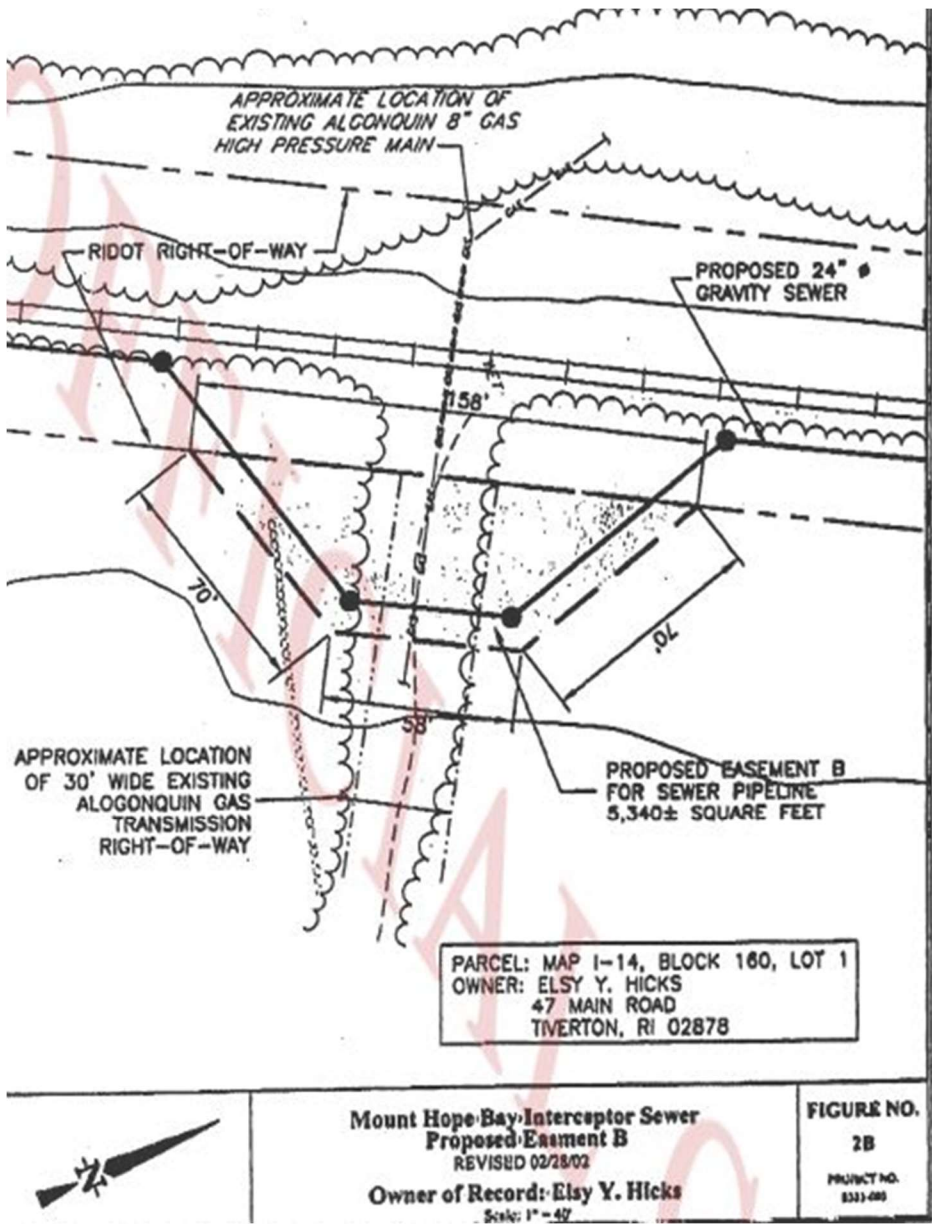 APPROXIMATE LOCATION OF
EXISTING ALGONQUIN 8" GAS
HIGH PRESSURE MAIN
RIDOT RIGHT-OF-WAY
PROPOSED 24" ø
GRAVITY SEWER
158'
70'
70'
58'
APPROXIMATE LOCATION
OF 30' WIDE EXISTING
ALOGONQUIN GAS
TRANSMISSION
RIGHT-OF-WAY
PROPOSED EASEMENT B
FOR SEWER PIPELINE
5,340± SQUARE FEET
PARCEL: MAP I-14, BLOCK 160, LOT 1
OWNER: ELSY Y. HICKS
47 MAIN ROAD
TIVERTON, RI 02878
N
Mount Hope Bay Interceptor Sewer
Proposed Easment B
REVISED 02/28/02
Owner of Record: Elsy Y. Hicks
Scale: 1" = 40'
FIGURE NO.
2B
PROJECT NO.